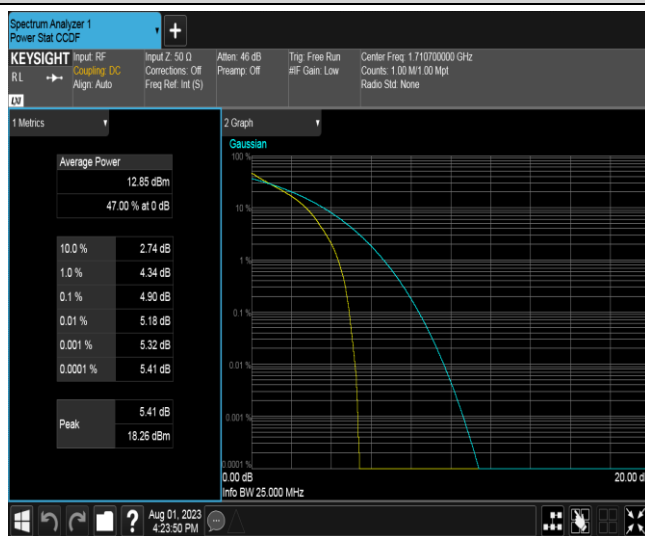 Spectrum Analyzer 1
Power Stat CCDF
+
KEYSIGHT
RL
LXI
Input: RF
Coupling: DC
Align: Auto
Input Z: 50 Ω
Corrections: Off
Freq Ref: Int (S)
Atten: 46 dB
Preamp: Off
Trig: Free Run
#IF Gain: Low
Center Freq: 1.710700000 GHz
Counts: 1.00 M/1.00 Mpt
Radio Std: None
1 Metrics
Average Power
12.85 dBm
47.00 % at 0 dB
10.0 % 2.74 dB
1.0 % 4.34 dB
0.1 % 4.90 dB
0.01 % 5.18 dB
0.001 % 5.32 dB
0.0001 % 5.41 dB
Peak
5.41 dB
18.26 dBm
2 Graph
Gaussian
100 %
10 %
1 %
0.1 %
0.01 %
0.001 %
0.0001 %
0.00 dB
20.00 d
Info BW 25.000 MHz
?
Aug 01, 2023
4:23:50 PM